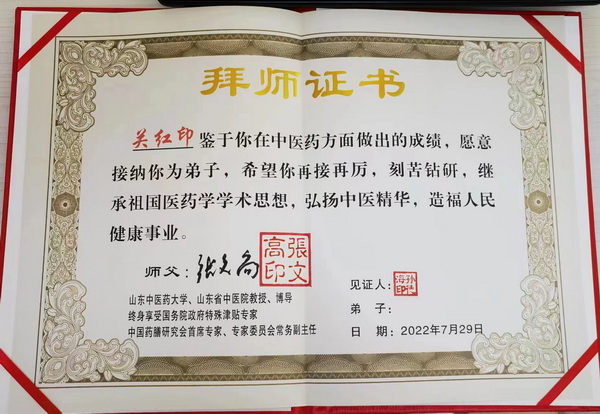 拜师证书
关红印 鉴于你在中医药方面做出的成绩，愿意
接纳你为弟子，希望你再接再厉，刻苦钻研，继
承祖国医药学学术思想，弘扬中医精华，造福人民
健康事业。
师父：张文高
張文高印
山东中医药大学、山东省中医院教授、博导
终身享受国务院政府特殊津贴专家
中国药膳研究会首席专家、专家委员会常务副主任
见证人：
弟 子：
日 期：2022年7月29日